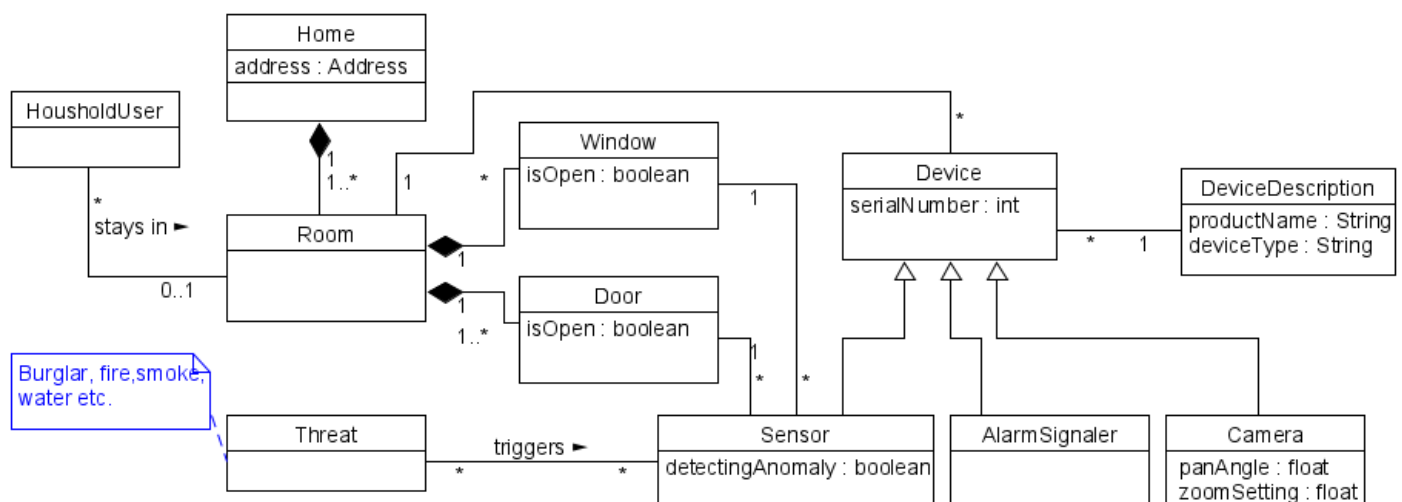 Home
address : Address
HousholdUser
Window
isOpen : boolean
Device
serialNumber : int
DeviceDescription
productName : String
deviceType : String
1
1..*
1
*
*
*
stays in ►
0..1
Room
1
1
1..*
1
*
1
Door
isOpen : boolean
1
*
*
Burglar, fire,smoke,
water etc.
Threat
triggers ►
*
*
Sensor
detectingAnomaly : boolean
AlarmSignaler
Camera
panAngle : float
zoomSetting : float